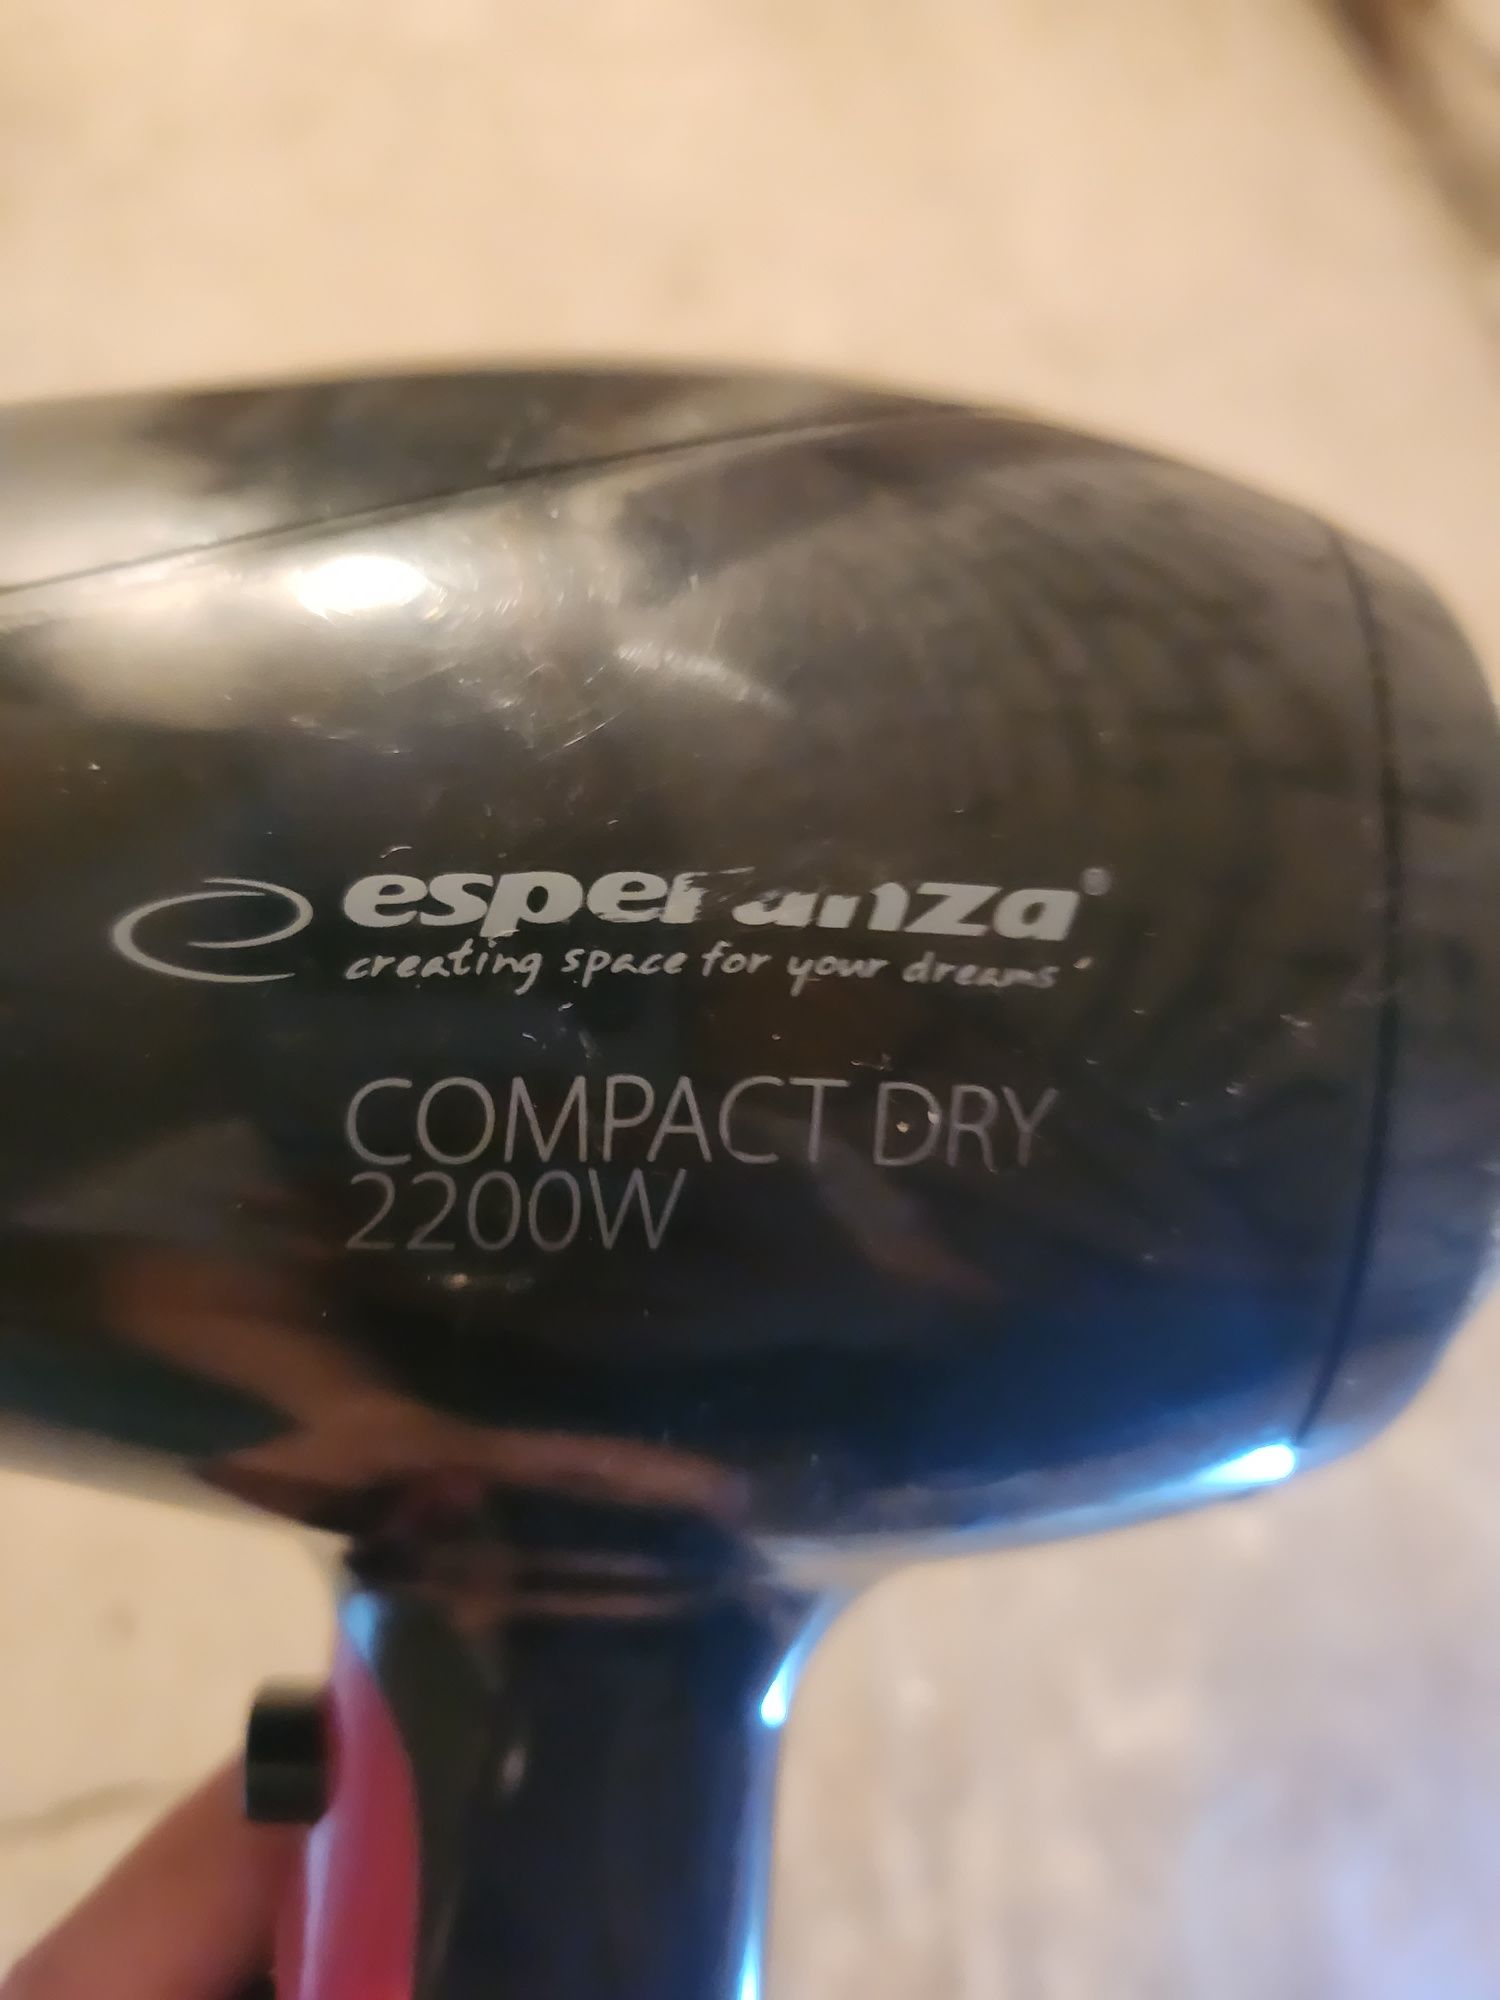 esperanza®
creating space for your dreams
COMPACT DRY
2200W